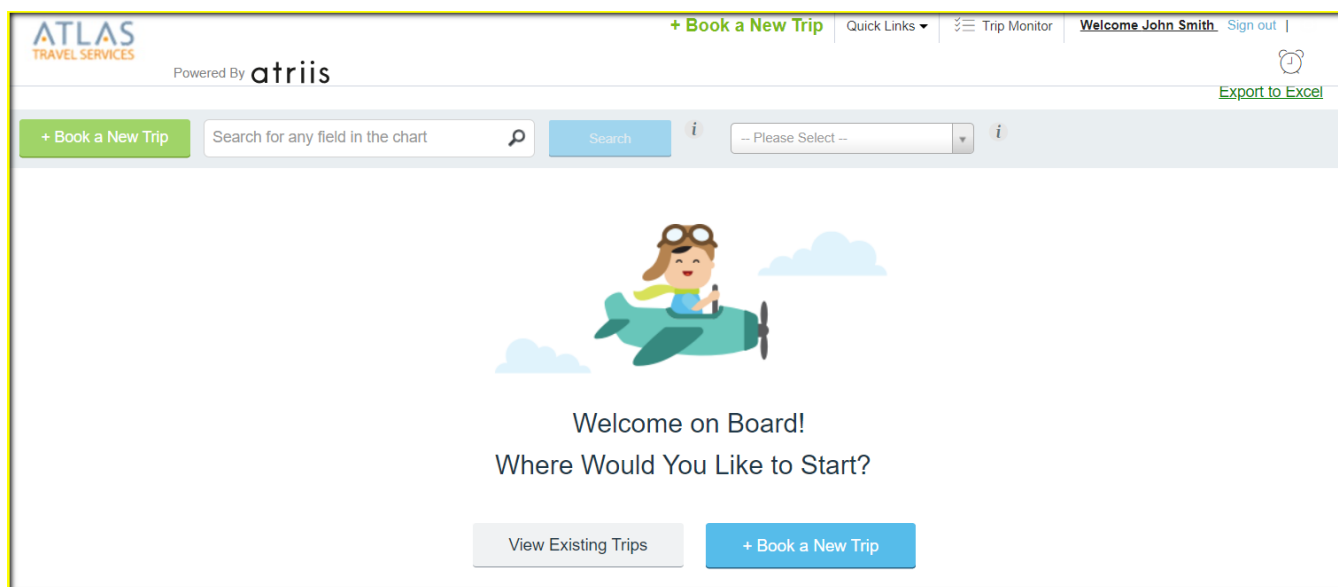 ATLAS
TRAVEL SERVICES
Powered By atriis
+ Book a New Trip Quick Links Trip Monitor Welcome John Smith Sign out |
Export to Excel
+ Book a New Trip Search for any field in the chart Search i -- Please Select -- i
Welcome on Board!
Where Would You Like to Start?
View Existing Trips + Book a New Trip